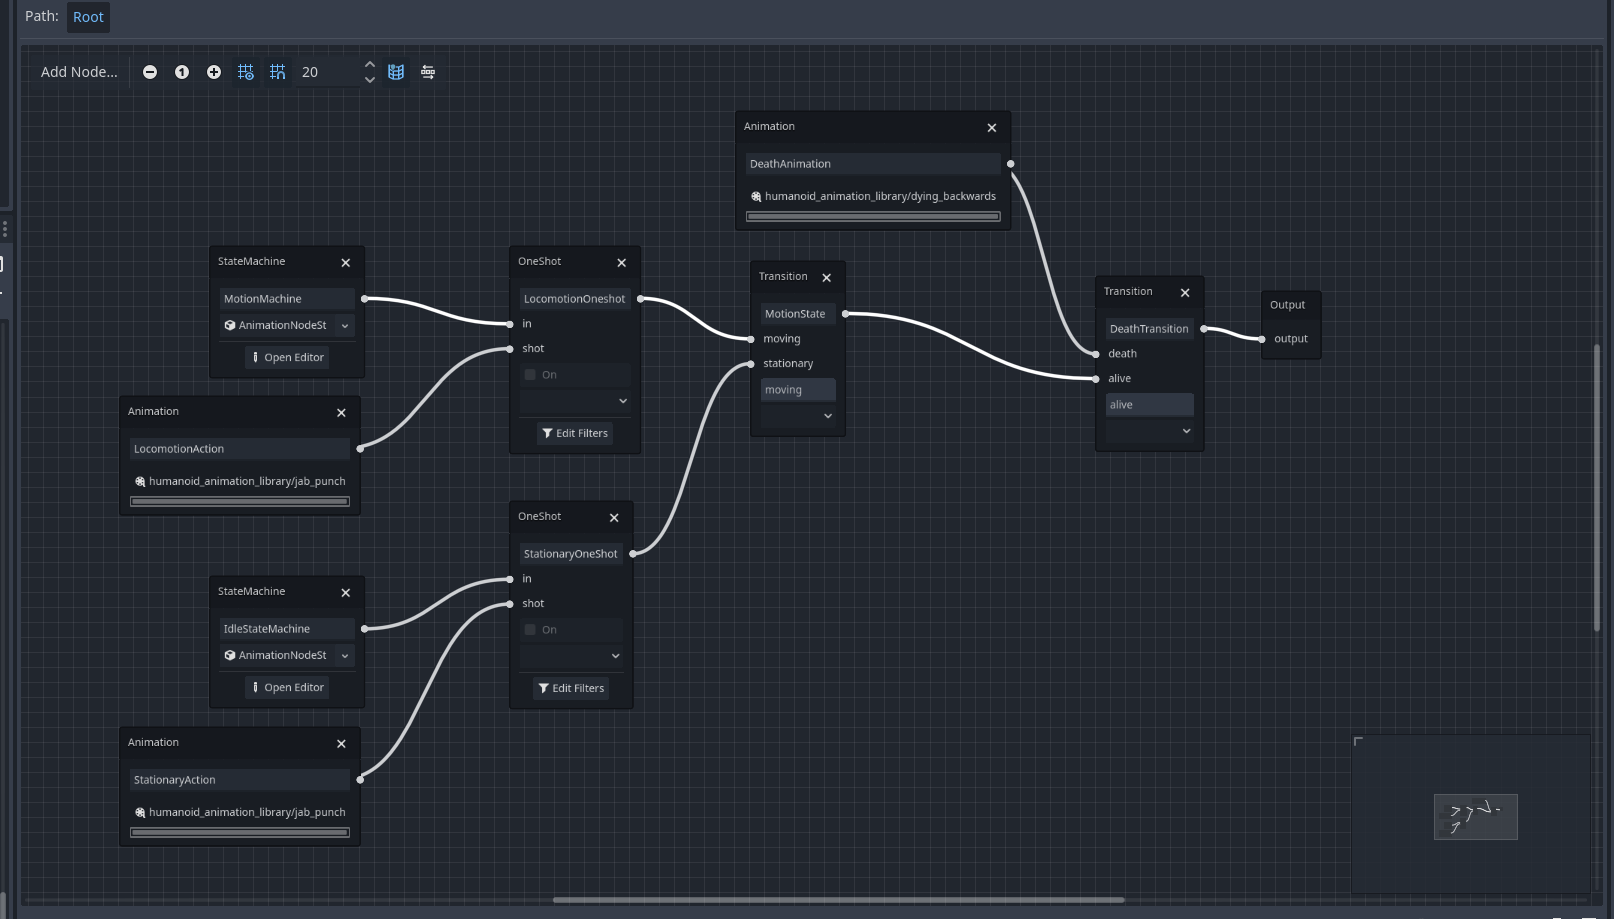 Path: Root
Add Node... 1 20
Animation
DeathAnimation
humanoid_animation_library/dying_backwards
StateMachine
MotionMachine
AnimationNodeSt
Open Editor
OneShot
LocomotionOneshot
in
shot
On
Edit Filters
Transition
MotionState
moving
stationary
moving
Transition
DeathTransition
death
alive
alive
Output
output
Animation
LocomotionAction
humanoid_animation_library/jab_punch
OneShot
StationaryOneShot
in
shot
On
Edit Filters
StateMachine
IdleStateMachine
AnimationNodeSt
Open Editor
Animation
StationaryAction
humanoid_animation_library/jab_punch